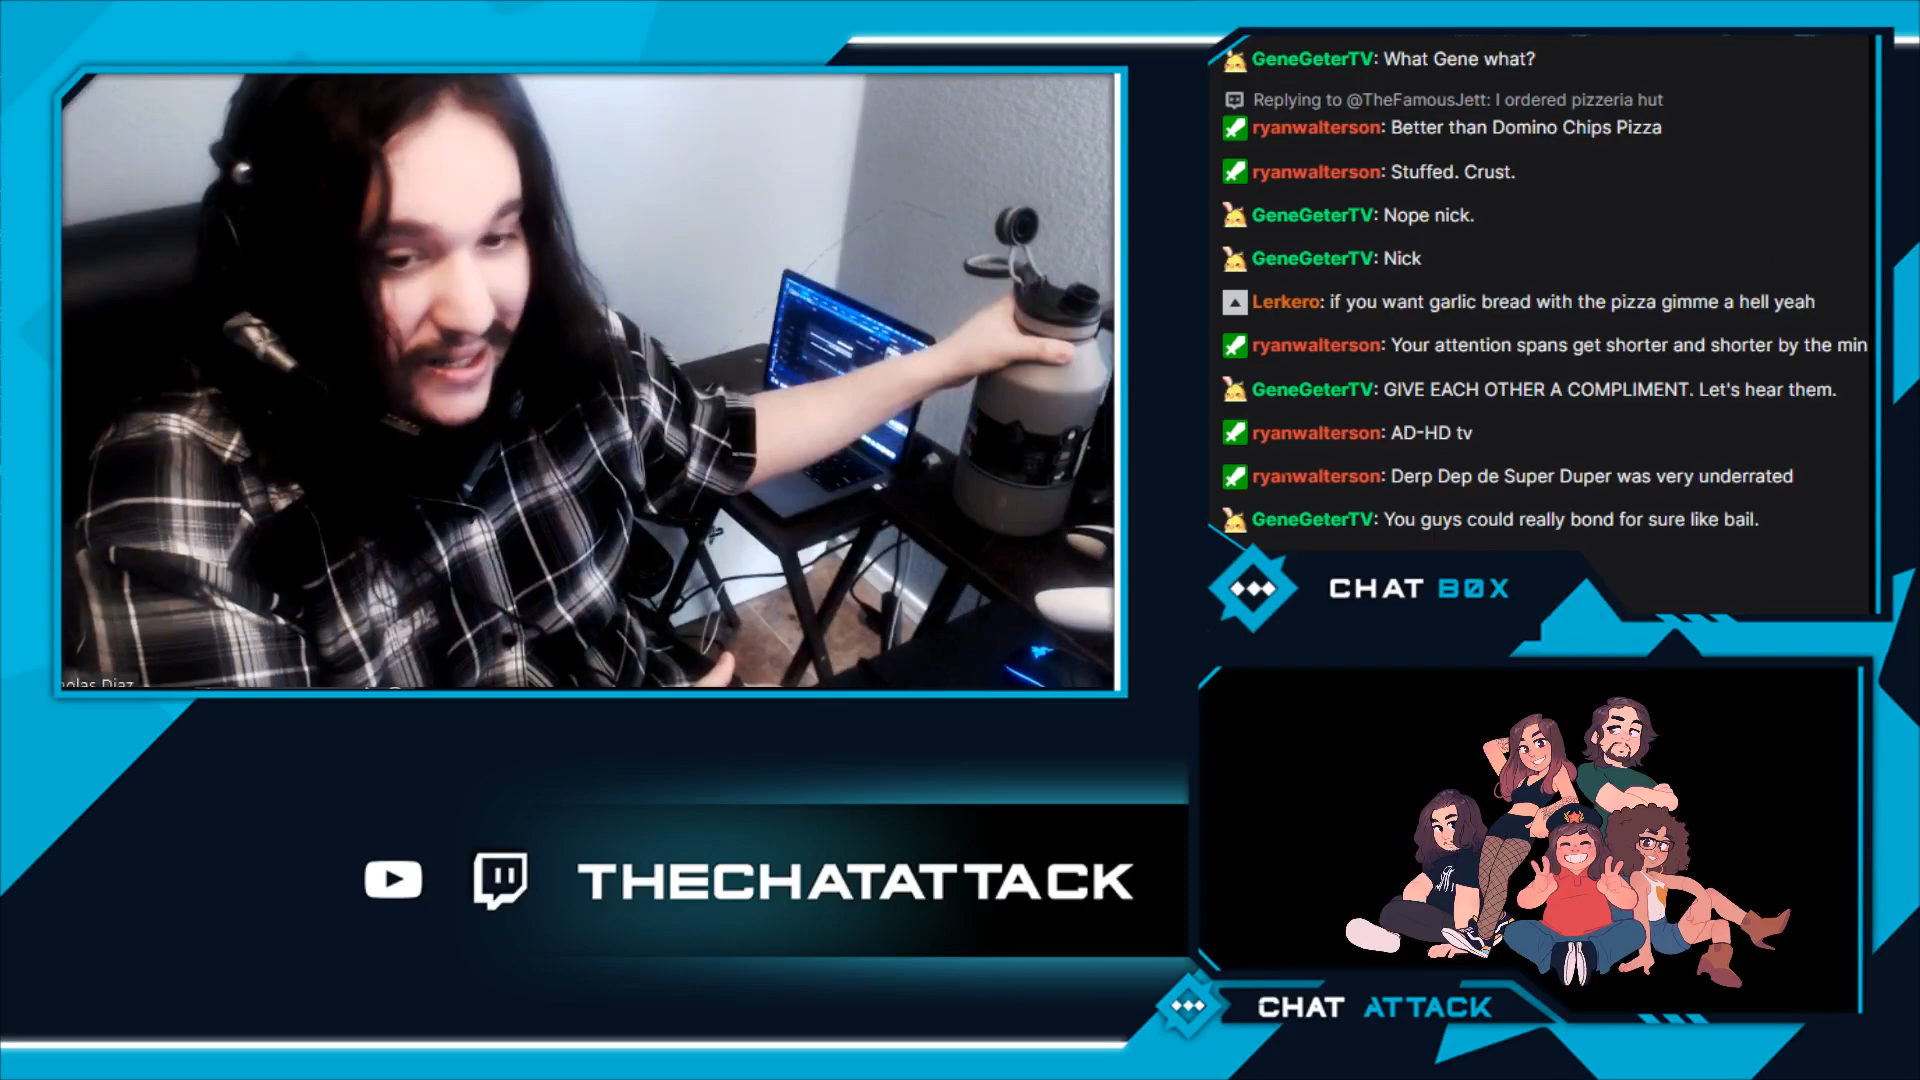 GeneGeterTV: What Gene what?
Replying to @TheFamousJett: I ordered pizzeria hut
ryanwalterson: Better than Domino Chips Pizza
ryanwalterson: Stuffed. Crust.
GeneGeterTV: Nope nick.
GeneGeterTV: Nick
Lerkero: if you want garlic bread with the pizza gimme a hell yeah
ryanwalterson: Your attention spans get shorter and shorter by the min
GeneGeterTV: GIVE EACH OTHER A COMPLIMENT. Let's hear them.
ryanwalterson: AD-HD tv
ryanwalterson: Derp Dep de Super Duper was very underrated
GeneGeterTV: You guys could really bond for sure like bail.
CHAT B0X
olas Diaz
THECHATATTACK
CHAT ATTACK